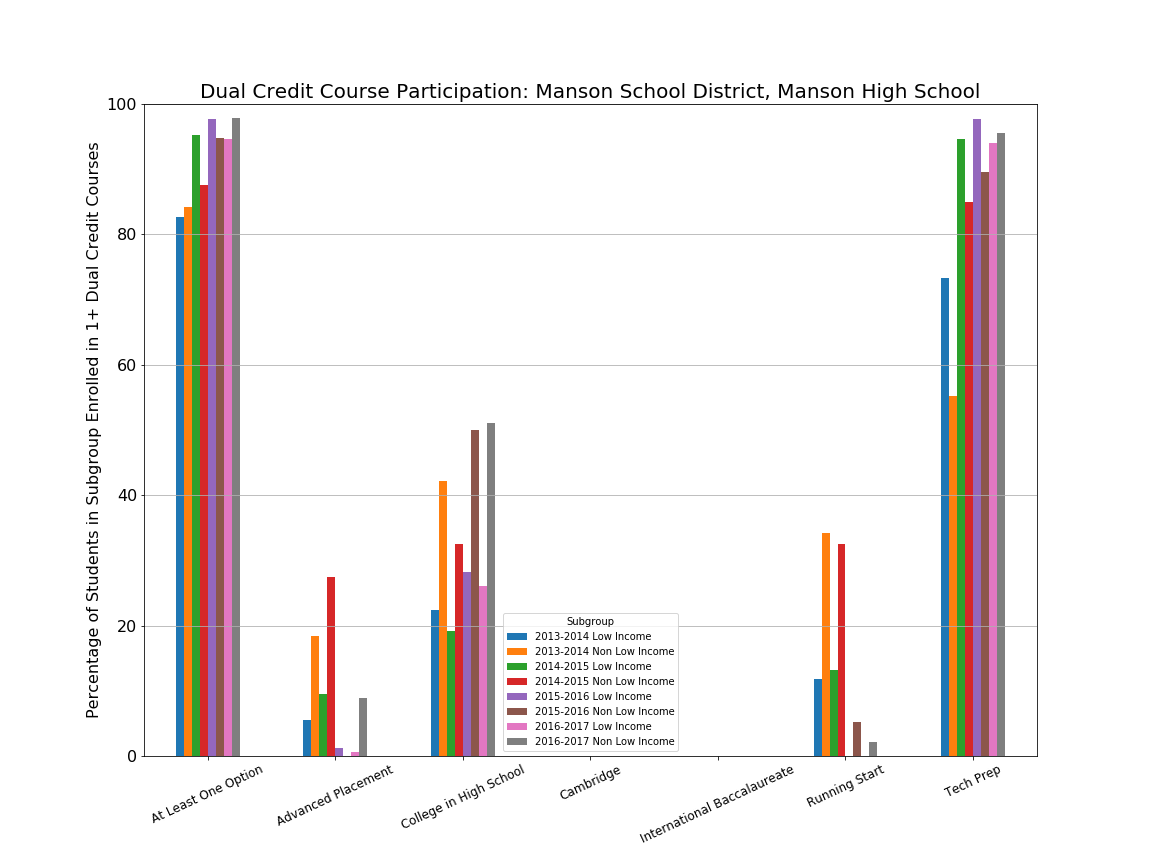 Dual Credit Course Participation: Manson School District, Manson High School
Percentage of Students in Subgroup Enrolled in 1+ Dual Credit Courses
100
80
60
40
20
0
Subgroup
2013-2014 Low Income
2013-2014 Non Low Income
2014-2015 Low Income
2014-2015 Non Low Income
2015-2016 Low Income
2015-2016 Non Low Income
2016-2017 Low Income
2016-2017 Non Low Income
At Least One Option
Advanced Placement
College in High School
Cambridge
International Baccalaureate
Running Start
Tech Prep